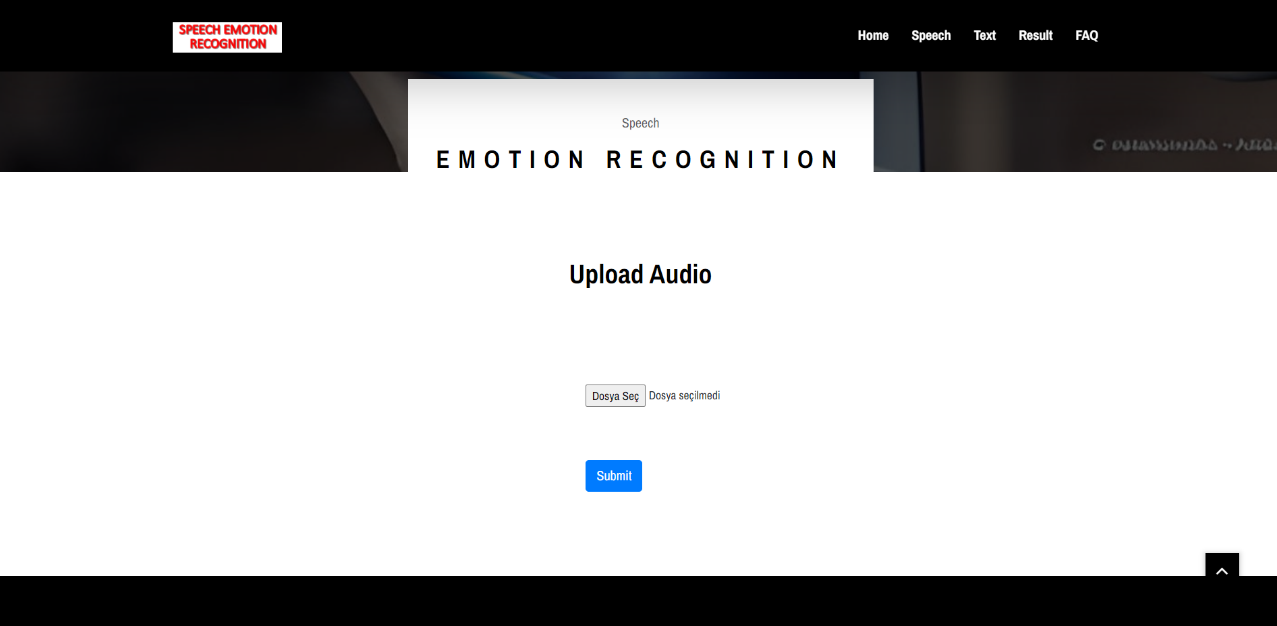 SPEECH EMOTION
RECOGNITION
Home Speech Text Result FAQ
Speech
EMOTION RECOGNITION
Upload Audio
Dosya Seç Dosya seçilmedi
Submit